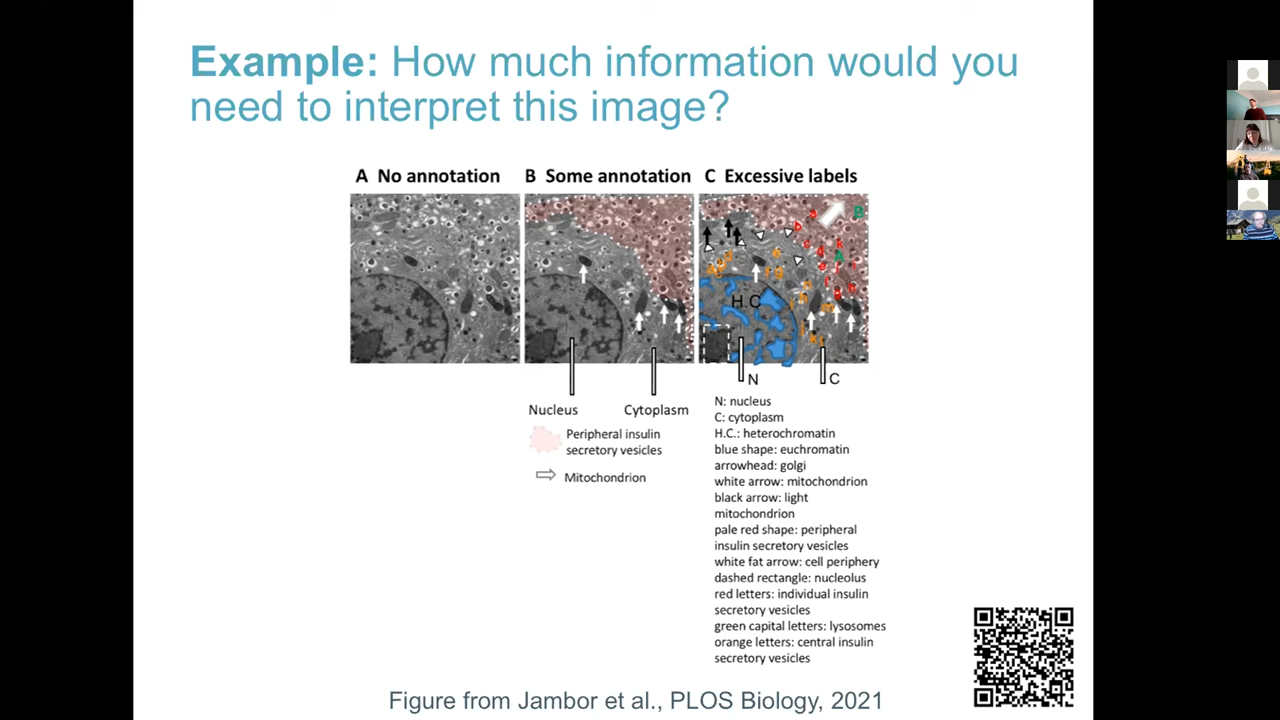 Example: How much information would you
need to interpret this image?
A No annotation
B Some annotation
C Excessive labels
H.C
B
A
N
C
Nucleus
Cytoplasm
Peripheral insulin
secretory vesicles
Mitochondrion
N: nucleus
C: cytoplasm
H.C.: heterochromatin
blue shape: euchromatin
arrowhead: golgi
white arrow: mitochondrion
black arrow: light
mitochondrion
pale red shape: peripheral
insulin secretory vesicles
white fat arrow: cell periphery
dashed rectangle: nucleolus
red letters: individual insulin
secretory vesicles
green capital letters: lysosomes
orange letters: central insulin
secretory vesicles
Figure from Jambor et al., PLOS Biology, 2021